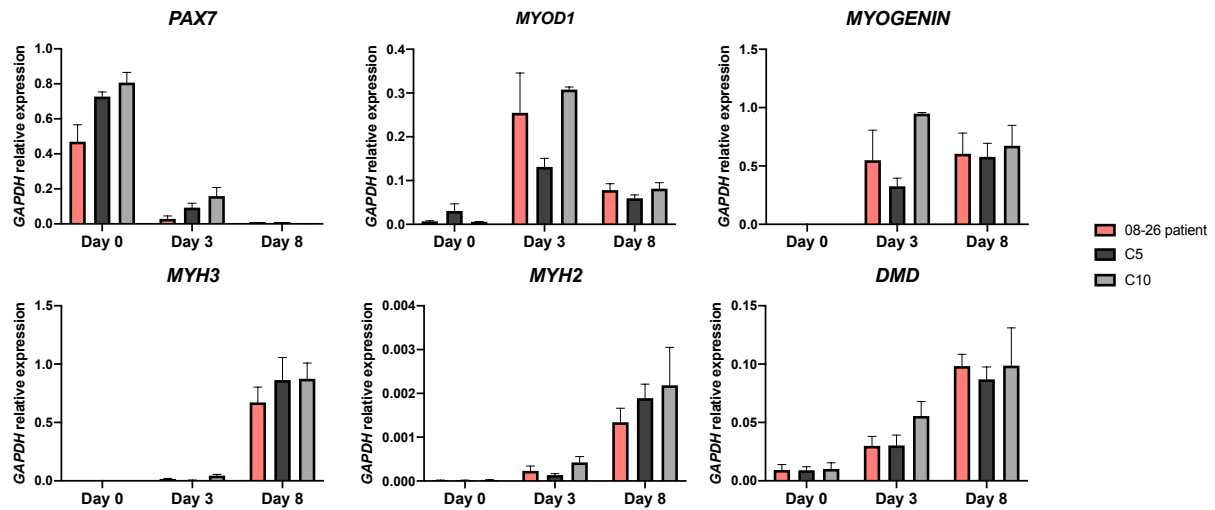 PAX7
GAPDH relative expression
1.0
0.8
0.6
0.4
0.2
0.0
Day 0 Day 3 Day 8
MYOD1
GAPDH relative expression
0.4
0.3
0.2
0.1
0.0
Day 0 Day 3 Day 8
MYOGENIN
GAPDH relative expression
1.5
1.0
0.5
0.0
Day 0 Day 3 Day 8
08-26 patient
C5
C10
MYH3
GAPDH relative expression
1.5
1.0
0.5
0.0
Day 0 Day 3 Day 8
MYH2
GAPDH relative expression
0.004
0.003
0.002
0.001
0.000
Day 0 Day 3 Day 8
DMD
GAPDH relative expression
0.15
0.10
0.05
0.00
Day 0 Day 3 Day 8